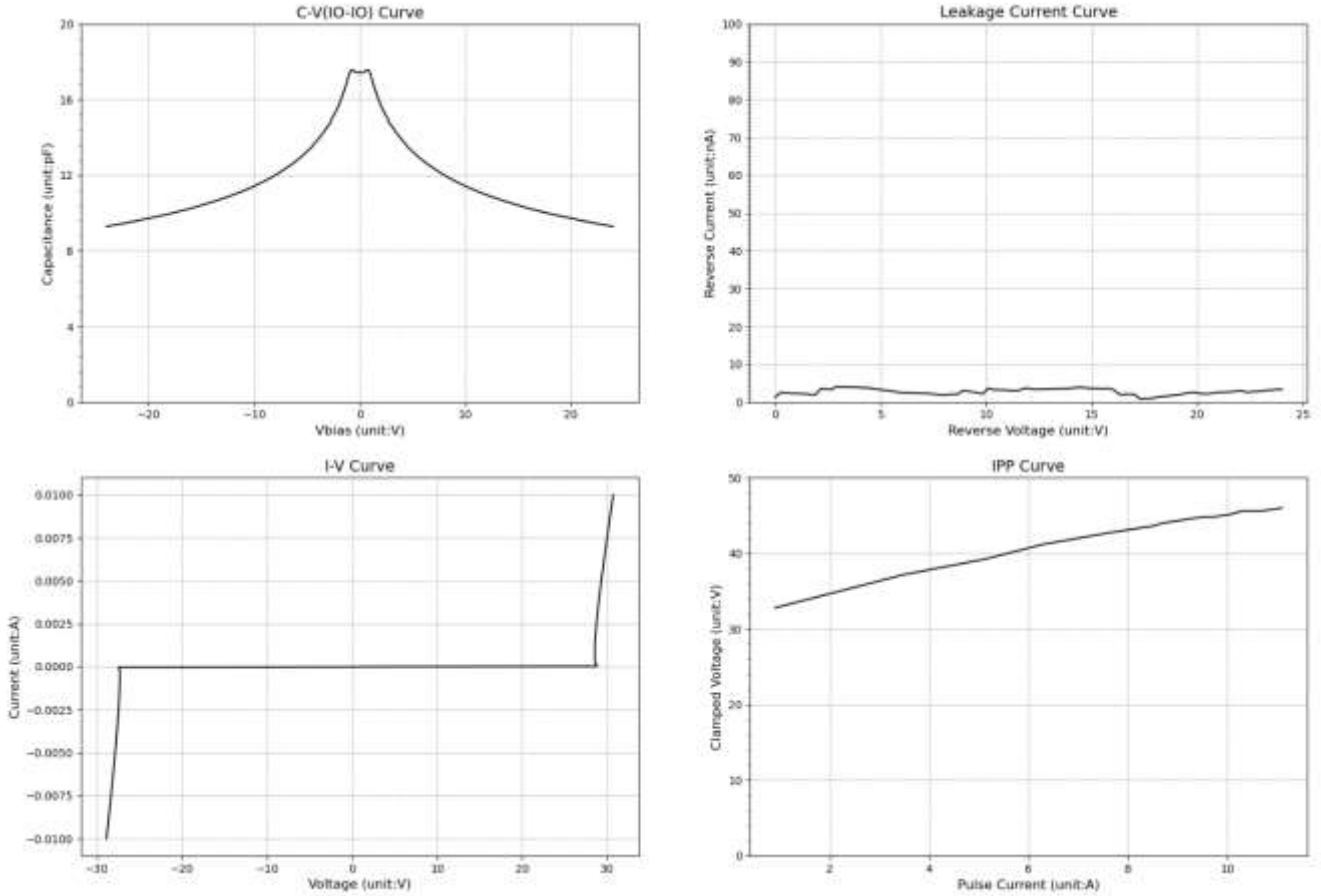 C-V(IO-IO) Curve
20
16
12
8
4
0
Capacitance (unit:pF)
−20 −10 0 10 20
Vbias (unit:V)
Leakage Current Curve
100
90
80
70
60
50
40
30
20
10
0
Reverse Current (unit:nA)
0 5 10 15 20 25
Reverse Voltage (unit:V)
I-V Curve
0.0100
0.0075
0.0050
0.0025
0.0000
−0.0025
−0.0050
−0.0075
−0.0100
Current (unit:A)
−30 −20 −10 0 10 20 30
Voltage (unit:V)
IPP Curve
50
40
30
20
10
0
Clamped Voltage (unit:V)
2 4 6 8 10
Pulse Current (unit:A)